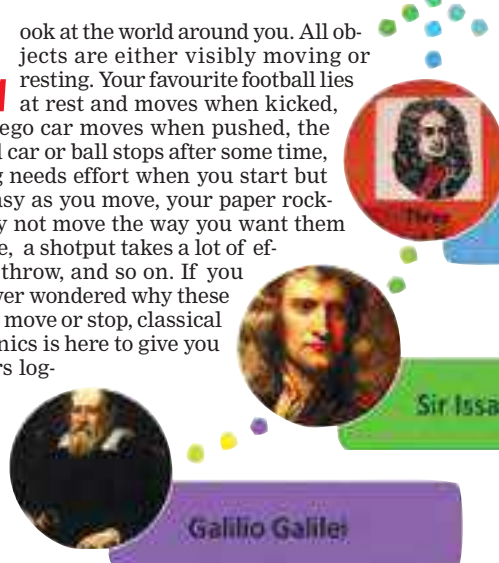 ook at the world around you. All ob-
jects are either visibly moving or
resting. Your favourite football lies
at rest and moves when kicked,
ego car moves when pushed, the
car or ball stops after some time,
needs effort when you start but
asy as you move, your paper rock-
not move the way you want them
e, a shotput takes a lot of ef-
throw, and so on. If you
ver wondered why these
move or stop, classical
nics is here to give you
rs log-
Three
Sir Issa
Galilio Galilei